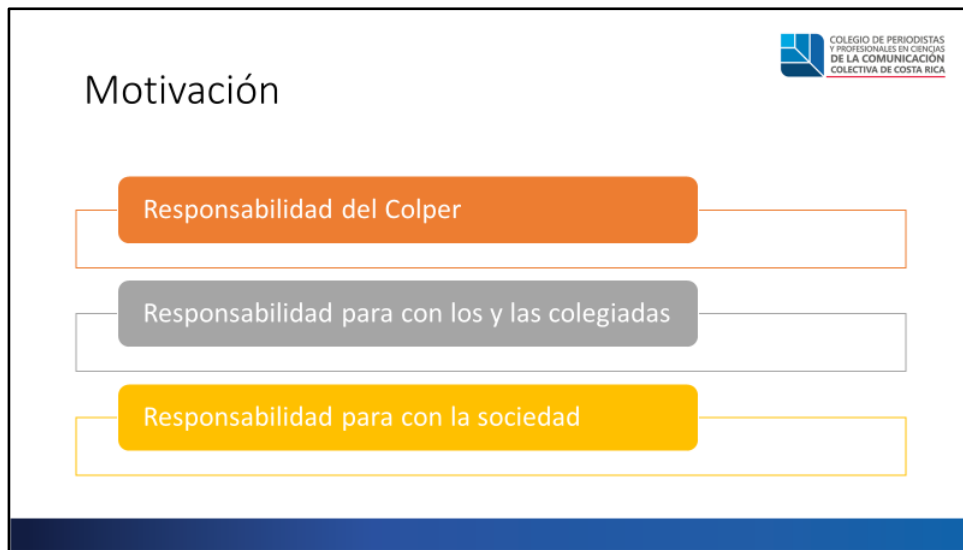 COLEGIO DE PERIODISTAS
Y PROFESIONALES EN CIENCIAS
DE LA COMUNICACIÓN
COLECTIVA DE COSTA RICA
Motivación
Responsabilidad del Colper
Responsabilidad para con los y las colegiadas
Responsabilidad para con la sociedad